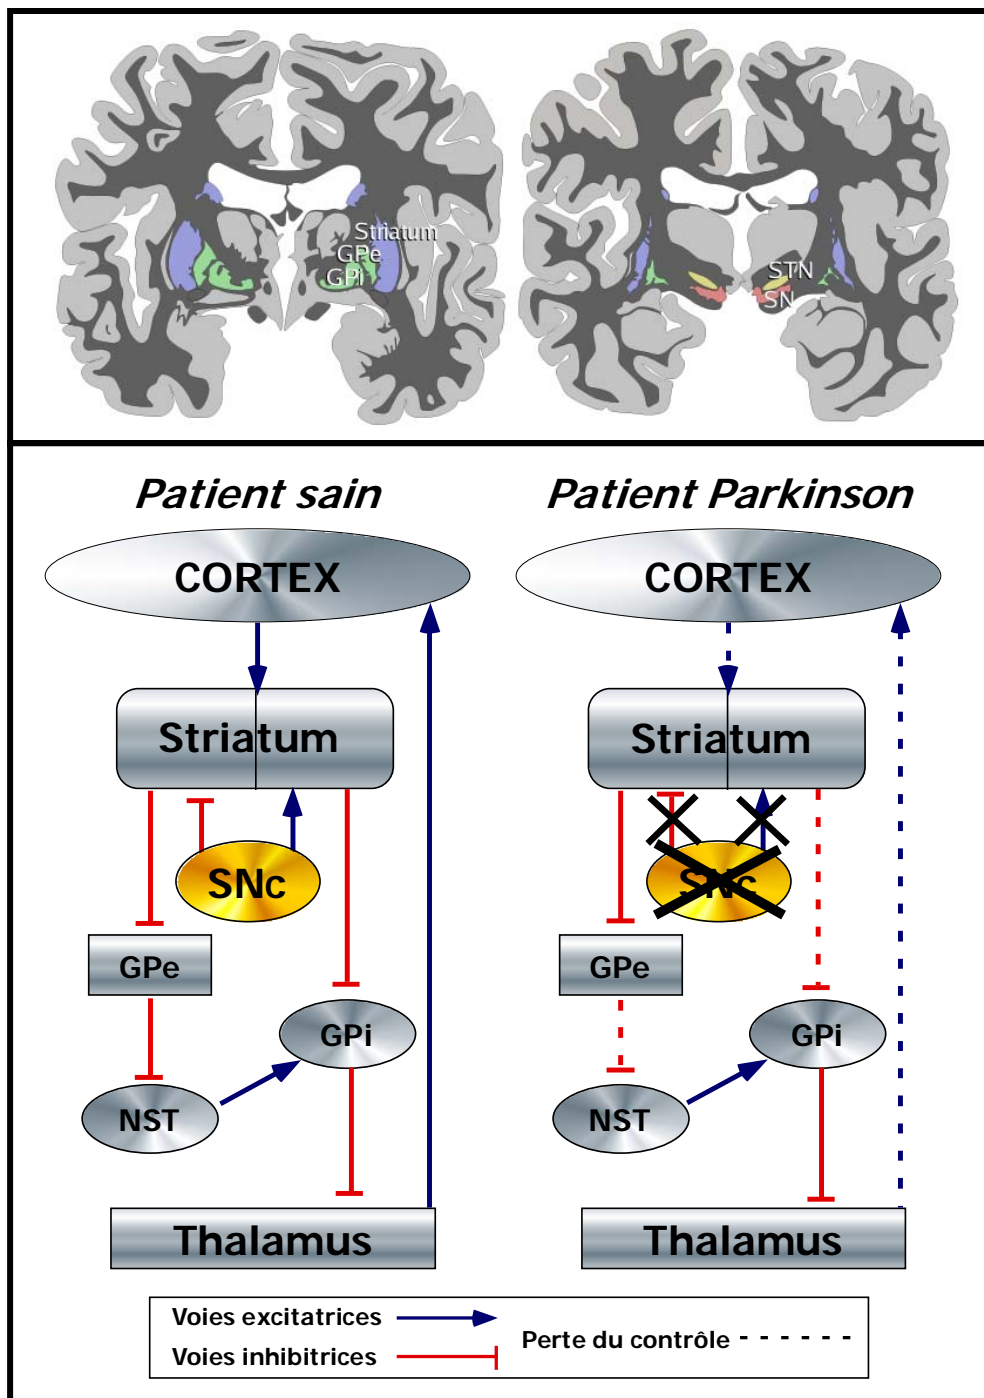 Striatum
GPe
GPi
STN
SN
Patient sain
CORTEX
Striatum
SNc
GPe
GPi
NST
Thalamus
Patient Parkinson
CORTEX
Striatum
SNc
GPe
GPi
NST
Thalamus
Voies excitatrices
Voies inhibitrices
Perte du contrôle